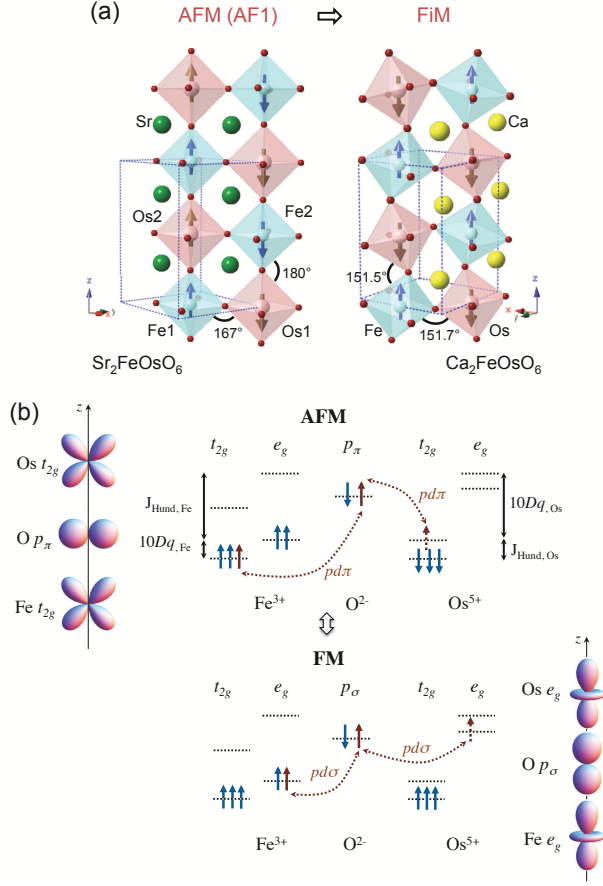 (a) AFM (AF1) ⇨ FiM
Sr
Ca
Os2
Fe2
180°
151.5°
z
x y
Fe1
167°
Os1
z
x y
Fe
151.7°
Os
Sr₂FeOsO₆
Ca₂FeOsO₆
(b)
z
Os t₂g
O pπ
Fe t₂g
AFM
t₂g eg pπ t₂g eg
J Hund, Fe
10Dq, Fe
pdπ
pdπ
10Dq, Os
J Hund, Os
Fe³⁺ O²⁻ Os⁵⁺
FM
t₂g eg pσ t₂g eg
pdσ
pdσ
Fe³⁺ O²⁻ Os⁵⁺
z
Os eg
O pσ
Fe eg